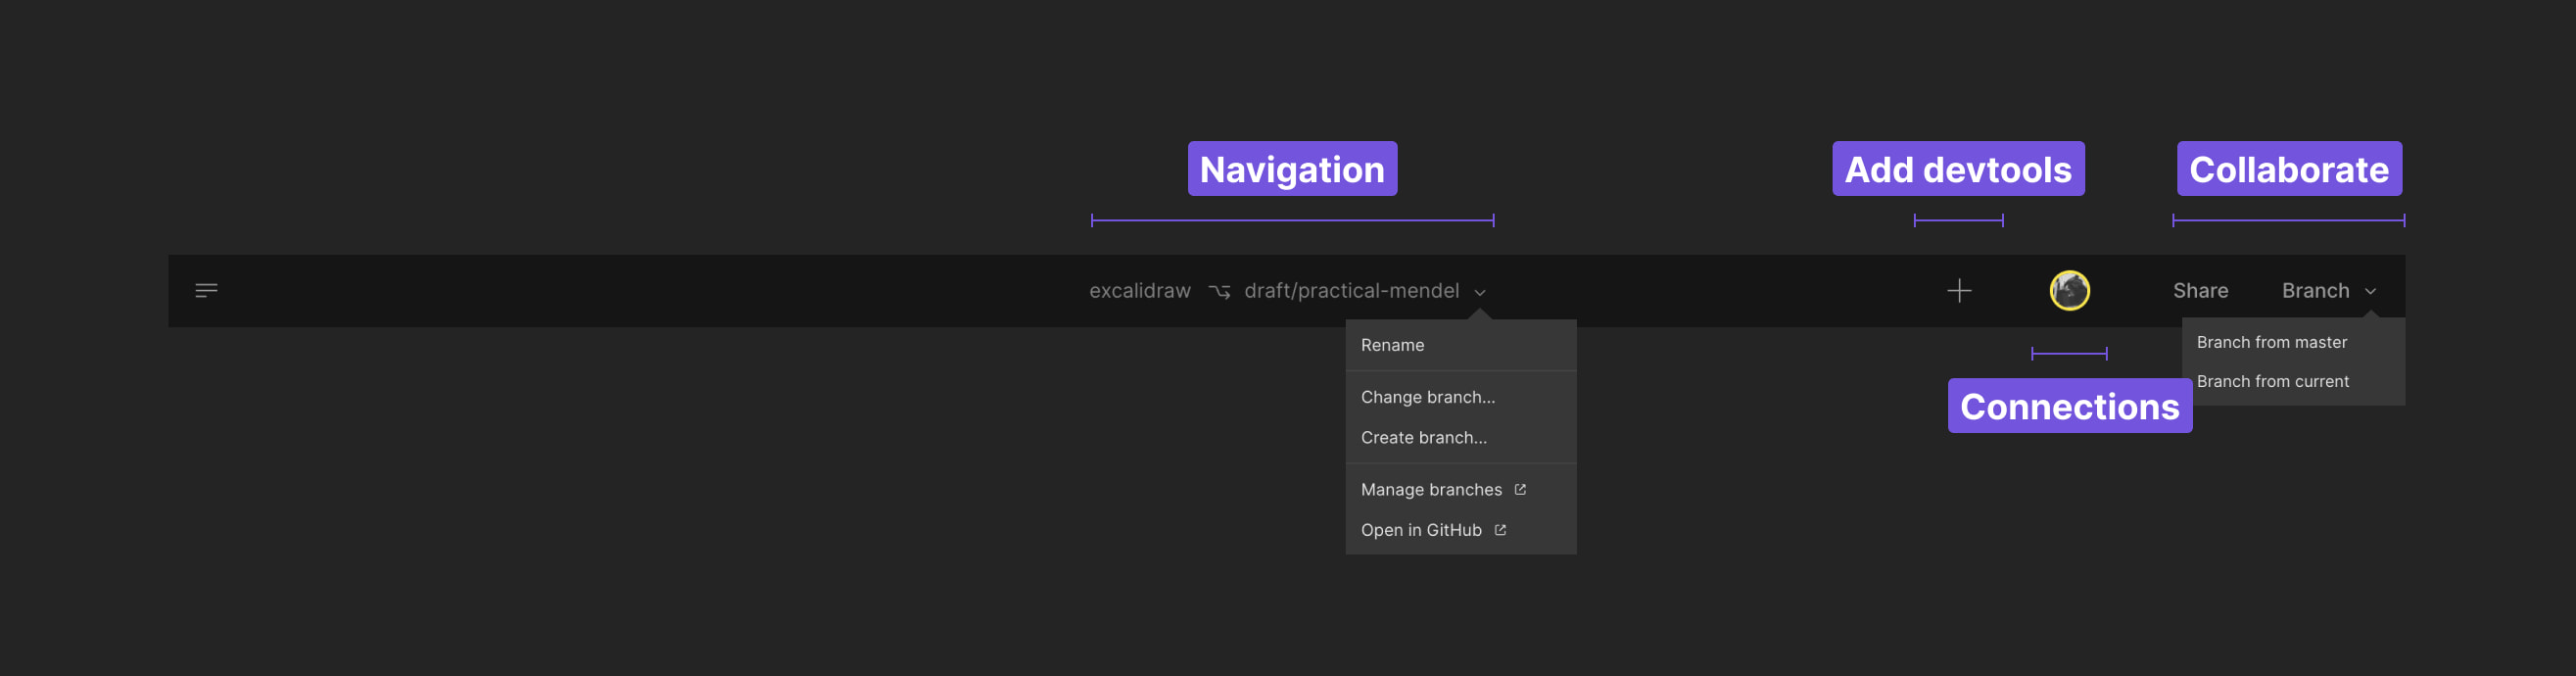 Navigation
Add devtools
Collaborate
excalidraw
draft/practical-mendel
Share
Branch
Rename
Change branch...
Create branch...
Manage branches
Open in GitHub
Branch from master
Branch from current
Connections